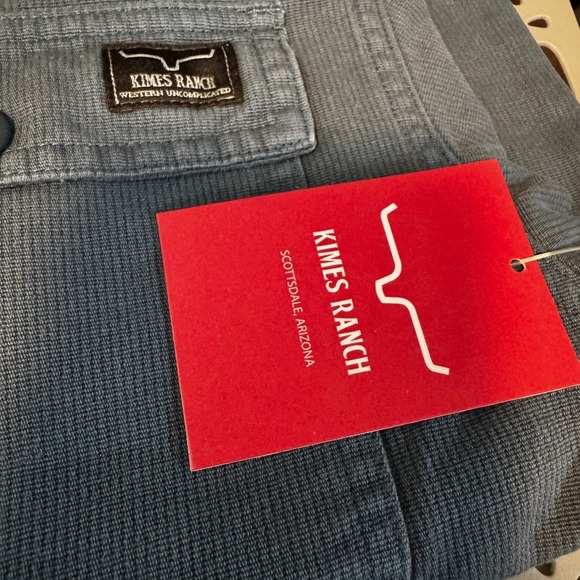 KIMES RANCH
WESTERN UNCOMPLICATED
KIMES RANCH
SCOTTSDALE, ARIZONA